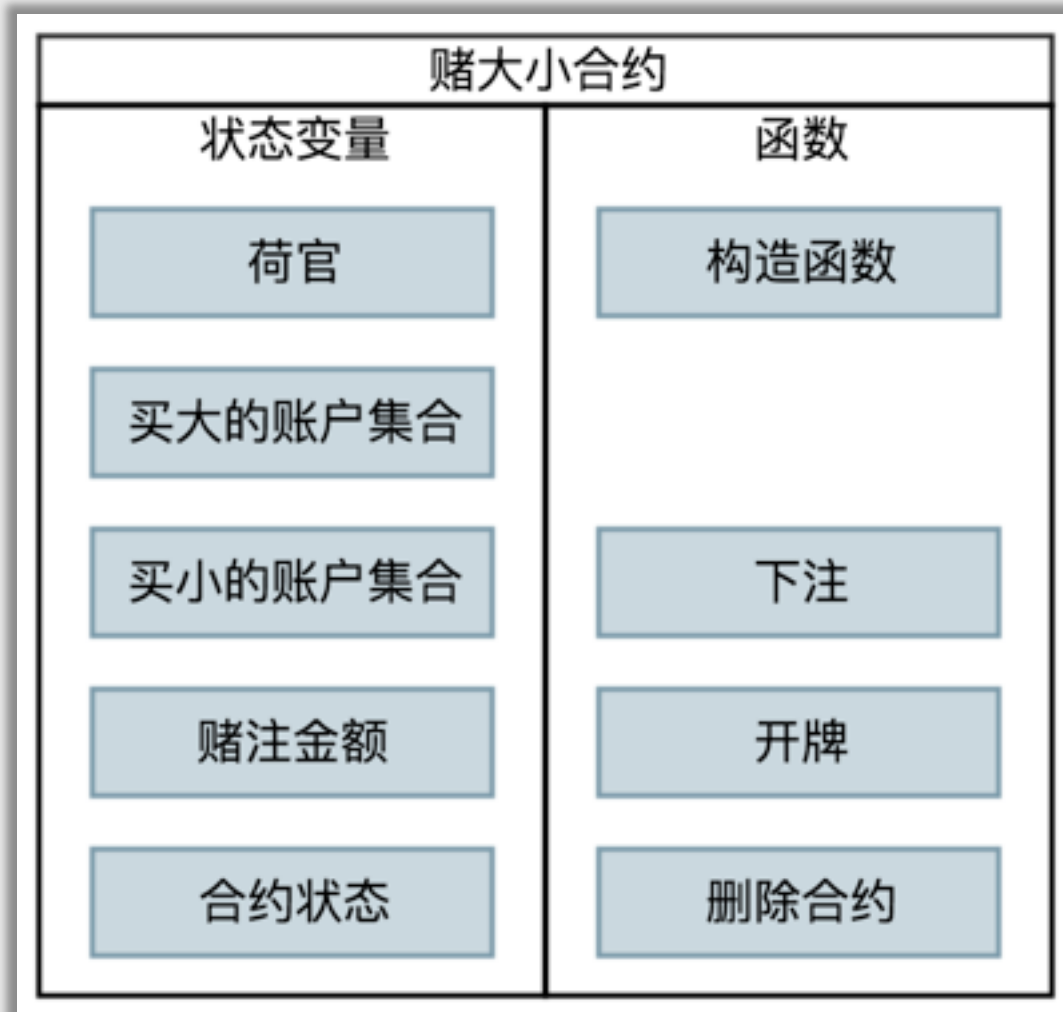 赌大小合约
状态变量
函数
荷官
构造函数
买大的账户集合
买小的账户集合
下注
赌注金额
开牌
合约状态
删除合约